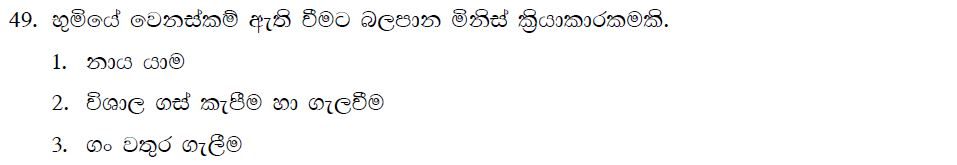 49. භූමියේ වෙනස්කම් ඇති වීමට බලපාන මිනිස් ක්‍රියාකාරකමකි.
1. නාය යාම
2. විශාල ගස් කැපීම හා ගැලවීම
3. ගං වතුර ගැලීම